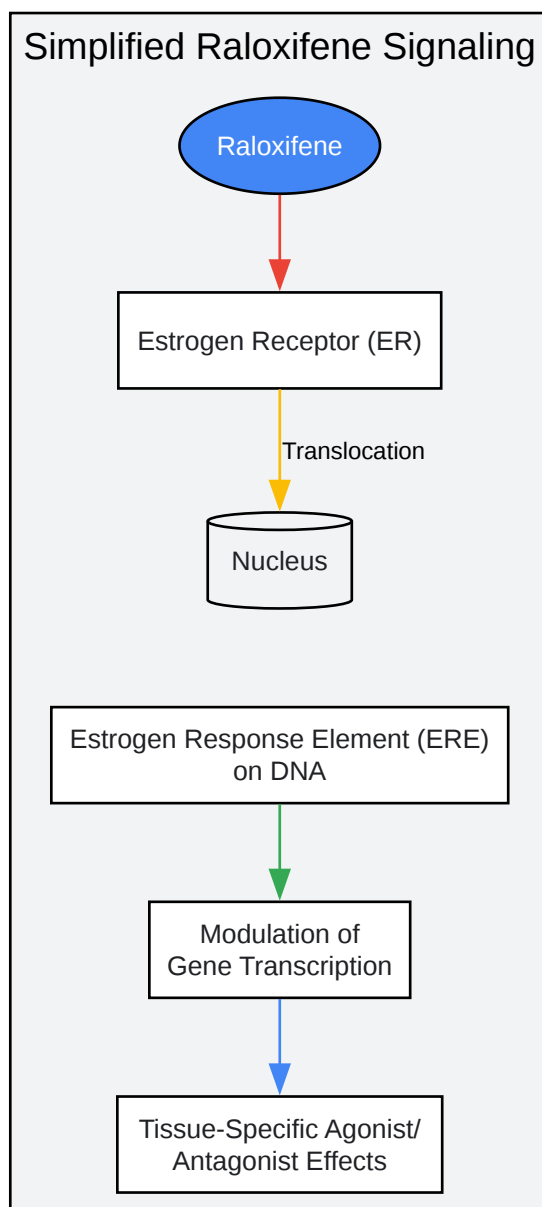 Simplified Raloxifene Signaling
Raloxifene
Estrogen Receptor (ER)
Translocation
Nucleus
Estrogen Response Element (ERE)
on DNA
Modulation of
Gene Transcription
Tissue-Specific Agonist/
Antagonist Effects